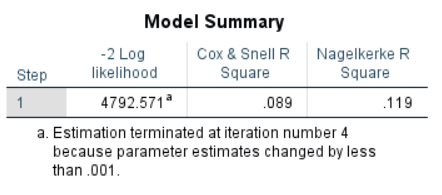 Model Summary
Step -2 Log likelihood Cox & Snell R Square Nagelkerke R Square
1 4792.571a .089 .119
a. Estimation terminated at iteration number 4
because parameter estimates changed by less
than .001.